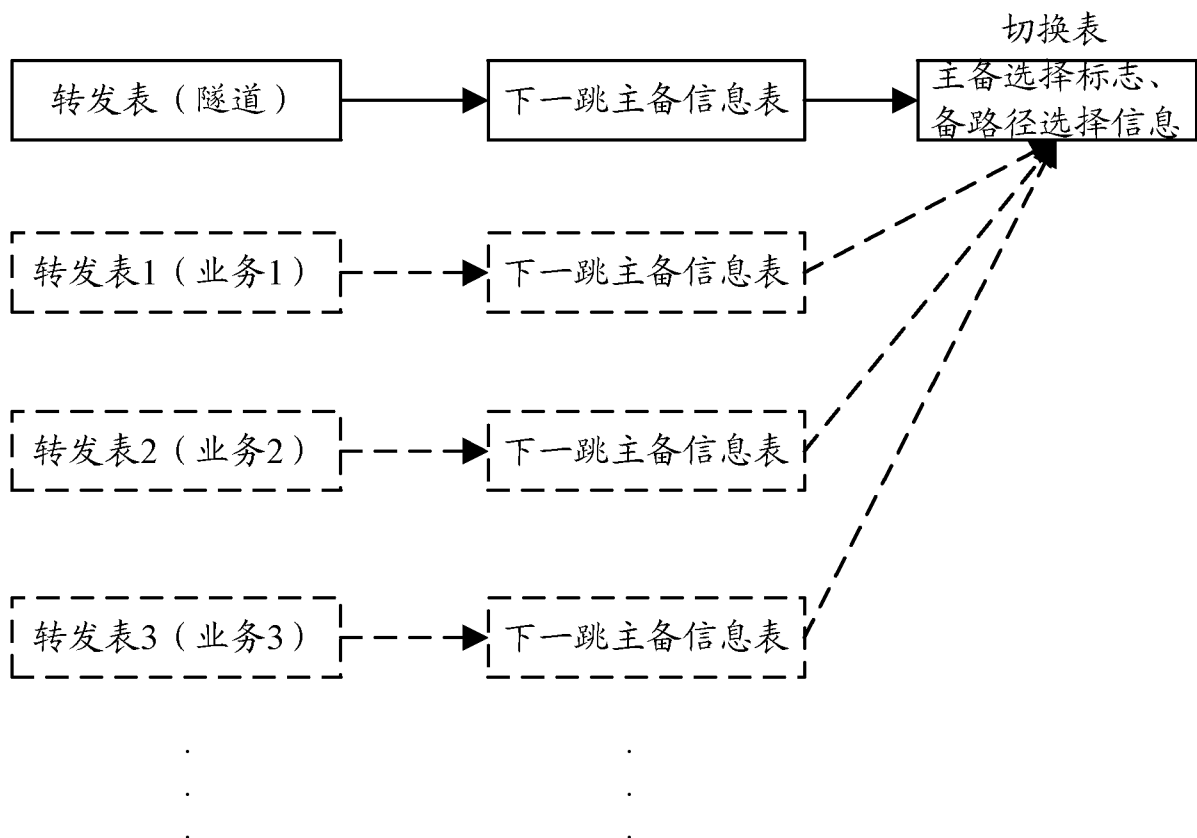 切换表
转发表（隧道）
下一跳主备信息表
主备选择标志、
备路径选择信息
转发表1（业务1）
下一跳主备信息表
转发表2（业务2）
下一跳主备信息表
转发表3（业务3）
下一跳主备信息表